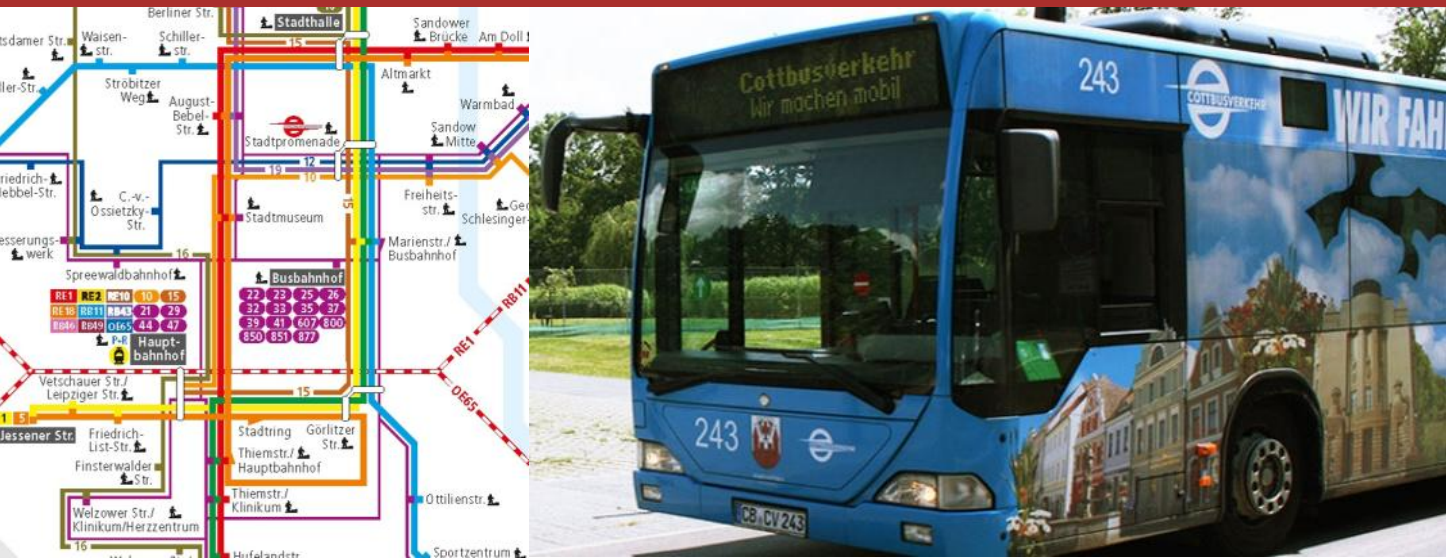 Berliner Str.
Stadthalle
15
Sandower
Brücke
Am Doll
tsdamer Str.
Waisen-
str.
Schiller-
str.
ller-Str.
Ströbitzer
Weg
August-
Bebel-
Str.
Altmarkt
Warmbad
Sandow
Mitte
Stadtpromenade
12
19
10
riedrich-
lebbel-Str.
C.-v.-
Ossietzky-
Str.
Stadtmuseum
15
Freiheits-
str.
Schlesinger-
esserungs-
werk
16
Marienstr./
Busbahnhof
Spreewaldbahnhof
Busbahnhof
22 23 25 26
32 33 35 37
39 41 607 800
850 851 877
RE1 RE2 RE10 10 15
RE18 RB11 RB43 21 29
RB46 RB49 OE65 44 47
P+R
Haupt-
bahnhof
RB11
RE1
OE65
Vetschauer Str./
Leipziger Str.
15
1 5
Jessener Str.
Friedrich-
List-Str.
Stadtring
Görlitzer
Str.
Thiemstr./
Hauptbahnhof
Finsterwalder
Str.
Thiemstr./
Klinikum
Ottilienstr.
Welzower Str./
Klinikum/Herzzentrum
16
Hufelandstr.
Sportzentrum
Cottbusverkehr
Wir machen mobil
243
COTTBUSVERKEHR
WIR FAH
243
CB CV 243